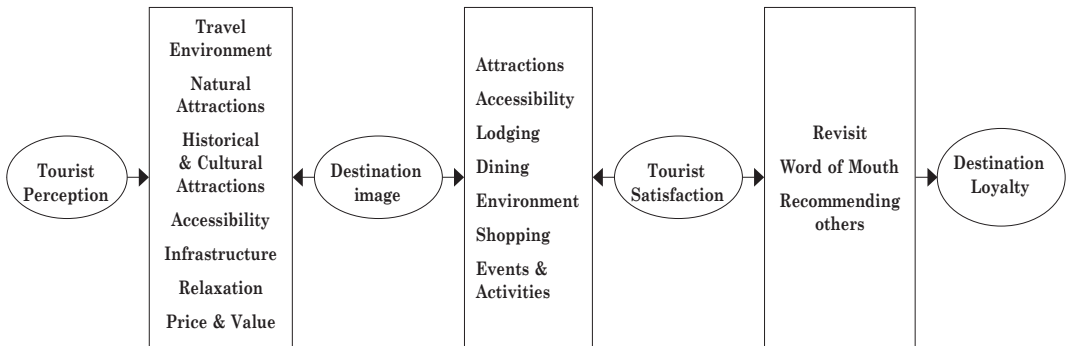 Tourist
Perception
Travel
Environment
Natural
Attractions
Historical
& Cultural
Attractions
Accessibility
Infrastructure
Relaxation
Price & Value
Destination
image
Attractions
Accessibility
Lodging
Dining
Environment
Shopping
Events &
Activities
Tourist
Satisfaction
Revisit
Word of Mouth
Recommending
others
Destination
Loyalty